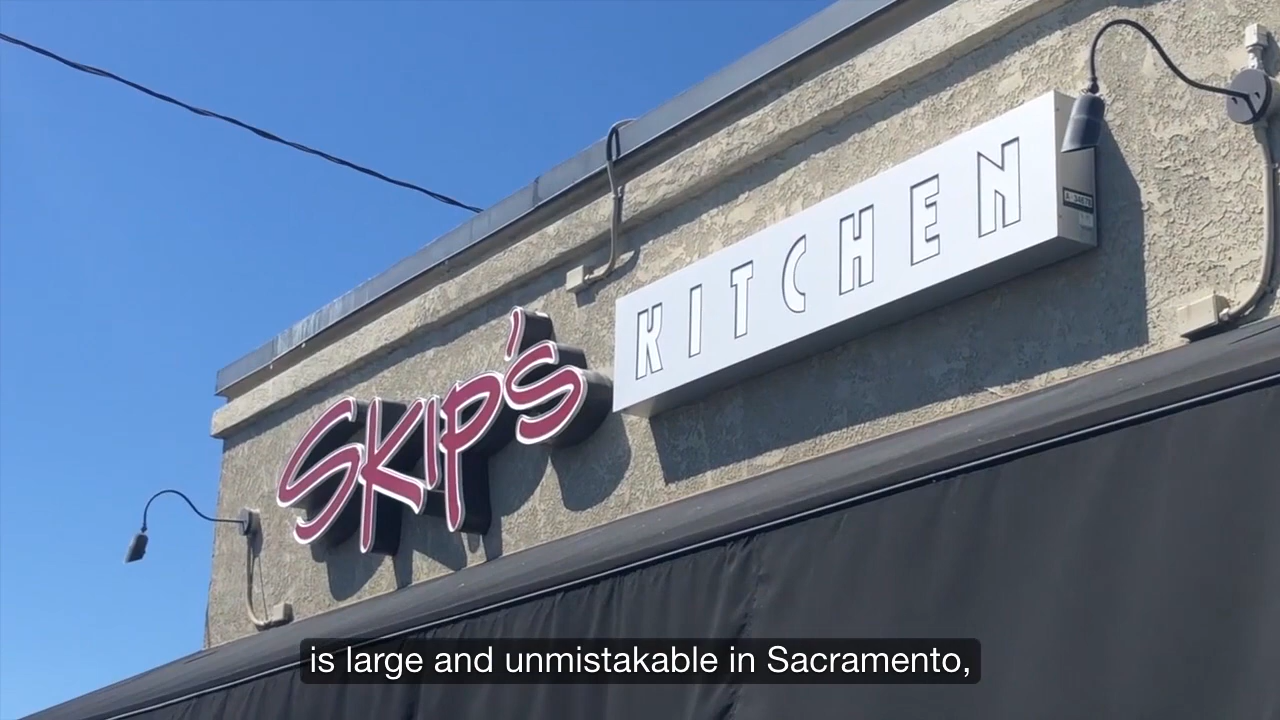 SKIP'S
KITCHEN
is large and unmistakable in Sacramento,